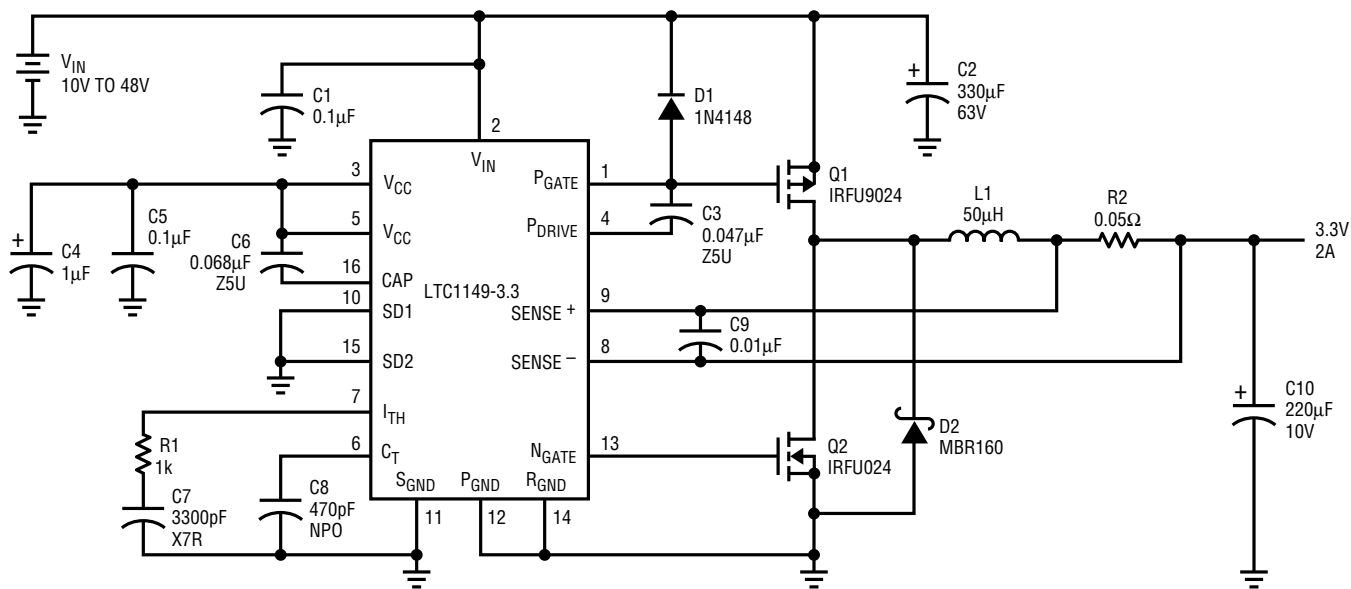 V_IN
10V TO 48V
C1
0.1µF
2
V_IN
D1
1N4148
+
C2
330µF
63V
3
V_CC
5
V_CC
16
CAP
10
SD1
15
SD2
7
I_TH
6
C_T
LTC1149-3.3
P_GATE
1
P_DRIVE
4
SENSE +
9
SENSE –
8
N_GATE
13
S_GND
11
P_GND
12
R_GND
14
+
C4
1µF
C5
0.1µF
C6
0.068µF
Z5U
R1
1k
C7
3300pF
X7R
C8
470pF
NPO
C3
0.047µF
Z5U
Q1
IRFU9024
L1
50µH
R2
0.05Ω
3.3V
2A
C9
0.01µF
Q2
IRFU024
D2
MBR160
+
C10
220µF
10V